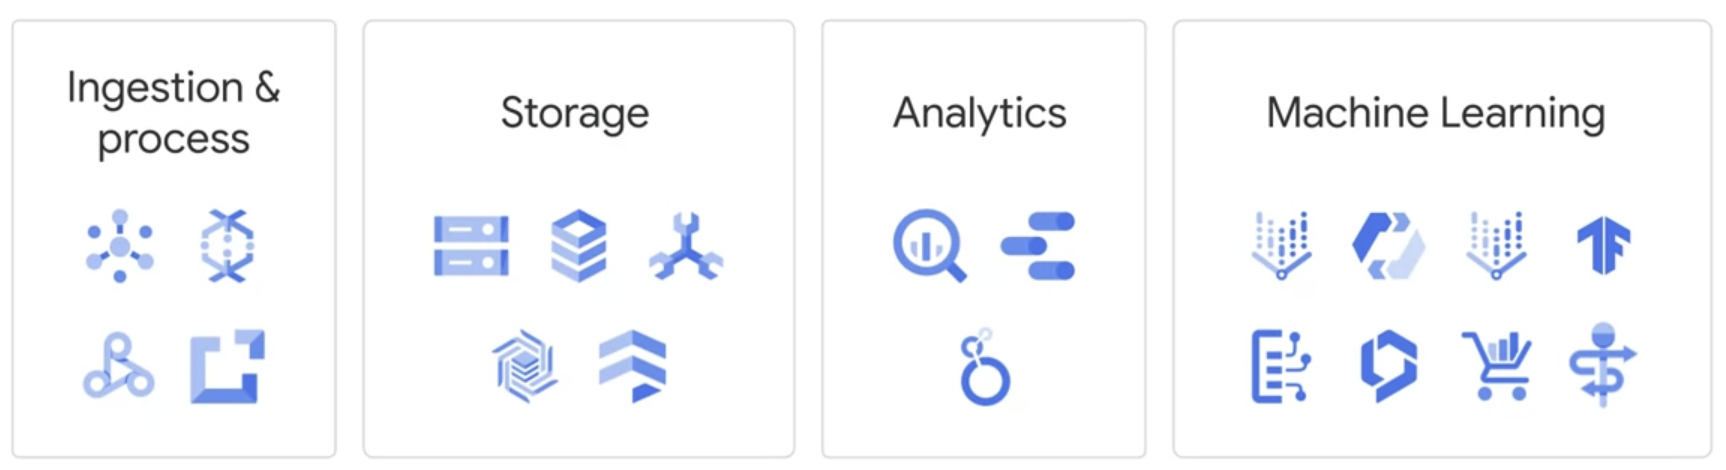 Ingestion &
process
Storage
Analytics
Machine Learning